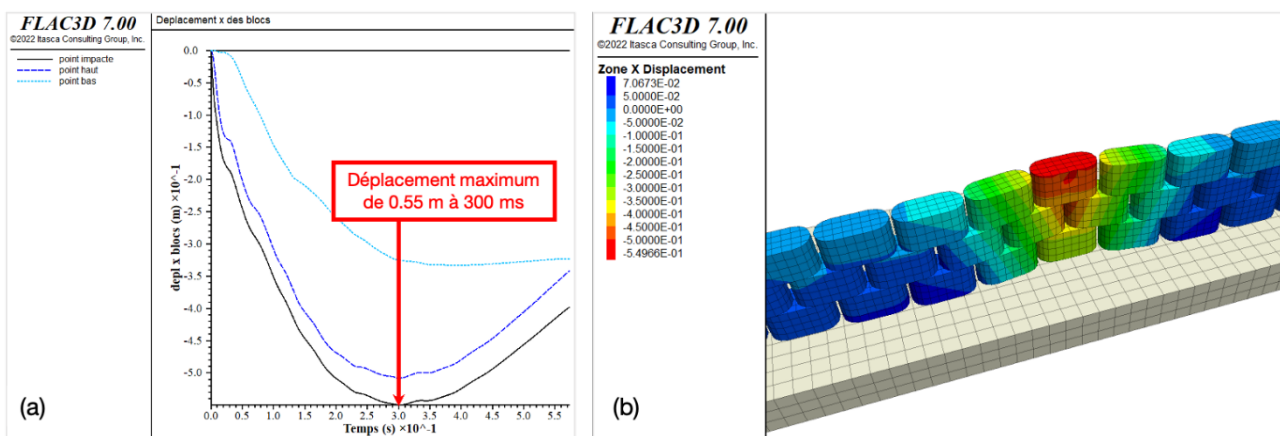 FLAC3D 7.00
©2022 Itasca Consulting Group, Inc.
point impacte
point haut
point bas
Deplacement x des blocs
0.0
-0.5
-1.0
-1.5
-2.0
-2.5
-3.0
-3.5
-4.0
-4.5
-5.0
depl x blocs (m) ×10^-1
Déplacement maximum
de 0.55 m à 300 ms
0.0 0.5 1.0 1.5 2.0 2.5 3.0 3.5 4.0 4.5 5.0 5.5
Temps (s) ×10^-1
(a)
FLAC3D 7.00
©2022 Itasca Consulting Group, Inc.
Zone X Displacement
7.0673E-02
5.0000E-02
0.0000E+00
-5.0000E-02
-1.0000E-01
-1.5000E-01
-2.0000E-01
-2.5000E-01
-3.0000E-01
-3.5000E-01
-4.0000E-01
-4.5000E-01
-5.0000E-01
-5.4966E-01
(b)